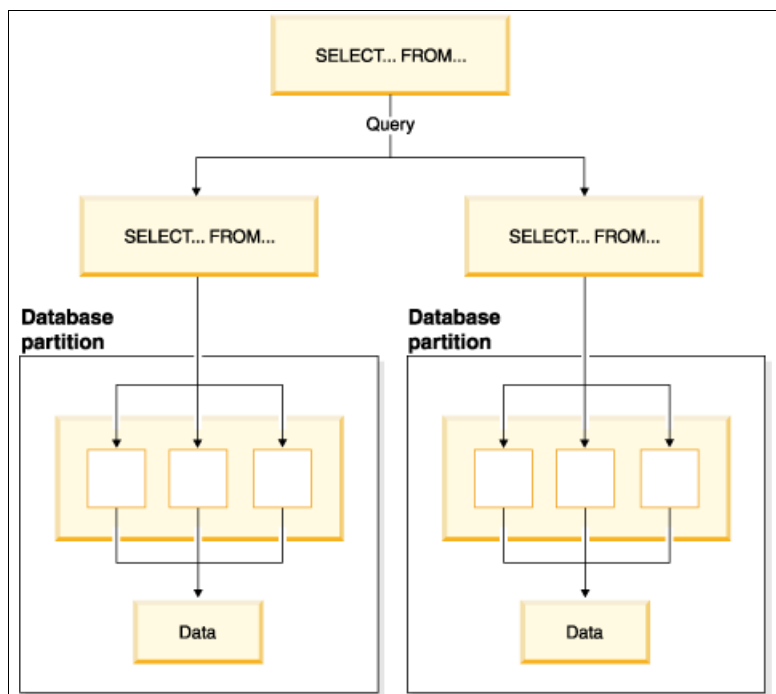 SELECT... FROM...
Query
SELECT... FROM...
SELECT... FROM...
Database
partition
Database
partition
Data
Data